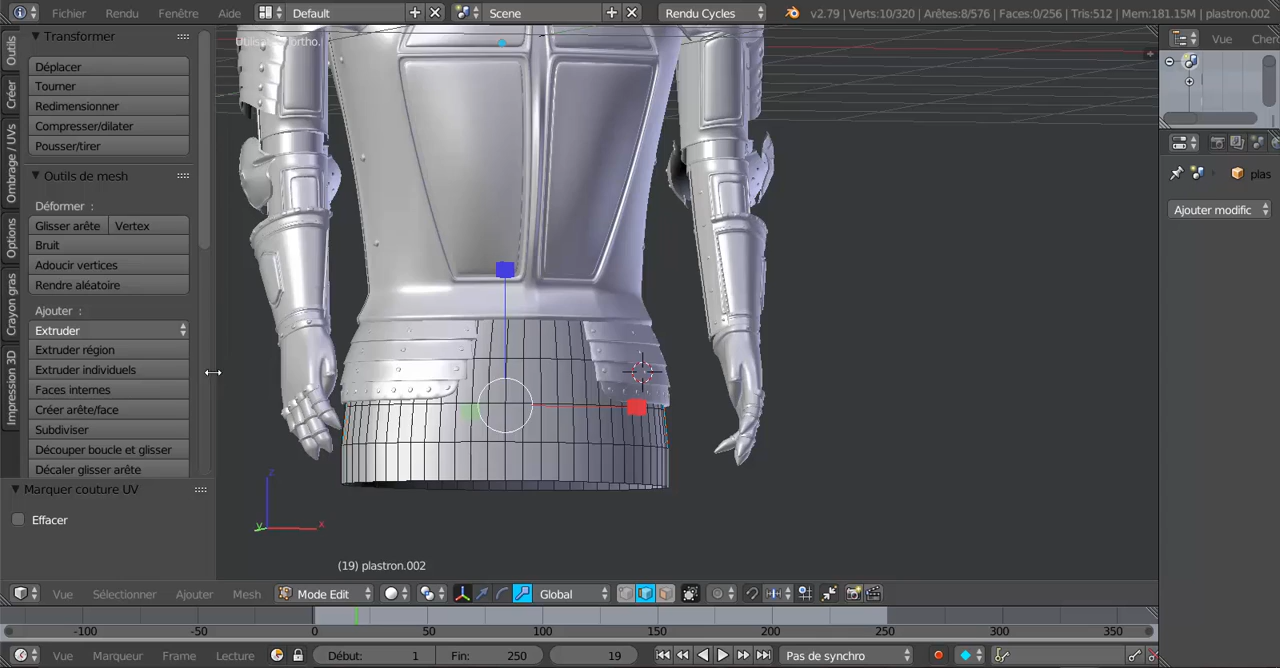 Fichier Rendu Fenêtre Aide Default Scene Rendu Cycles v2.79 | Verts:10/320 | Arêtes:8/576 | Faces:0/256 | Tris:512 | Mem:181.15M | plastron.002
Outils
Créer
Ombrage / UVs
Options
Crayon gras
Impression 3D
Transformer
Déplacer
Tourner
Redimensionner
Compresser/dilater
Pousser/tirer
Outils de mesh
Déformer :
Glisser arête Vertex
Bruit
Adoucir vertices
Rendre aléatoire
Ajouter :
Extruder
Extruder région
Extruder individuels
Faces internes
Créer arête/face
Subdiviser
Découper boucle et glisser
Décaler glisser arête
Marquer couture UV
Effacer
z
y x
(19) plastron.002
Vue Cher
plas
Ajouter modific
Vue Sélectionner Ajouter Mesh Mode Edit Global
-100 -50 0 50 100 150 200 250 300 350
Vue Marqueur Frame Lecture Début: 1 Fin: 250 19 Pas de synchro